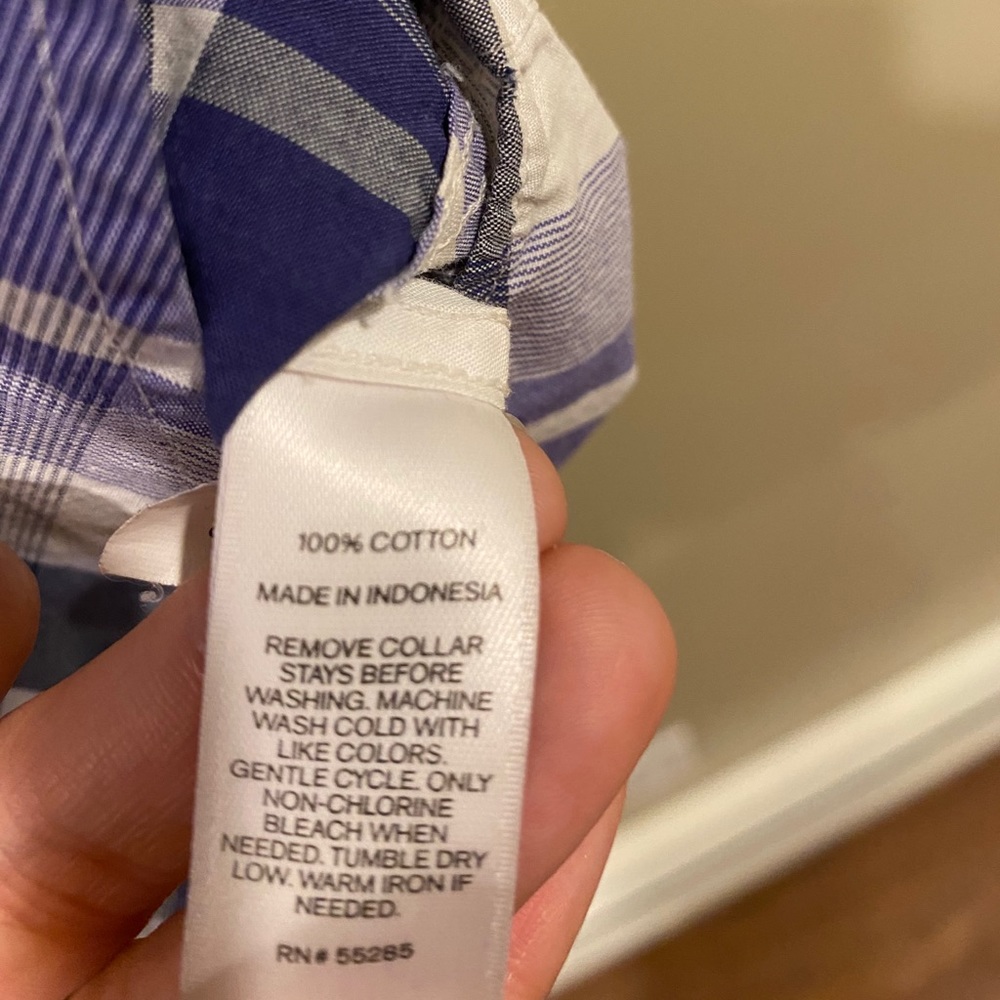 100% COTTON
MADE IN INDONESIA
REMOVE COLLAR
STAYS BEFORE
WASHING. MACHINE
WASH COLD WITH
LIKE COLORS.
GENTLE CYCLE. ONLY
NON-CHLORINE
BLEACH WHEN
NEEDED. TUMBLE DRY
LOW. WARM IRON IF
NEEDED.
RN# 55285